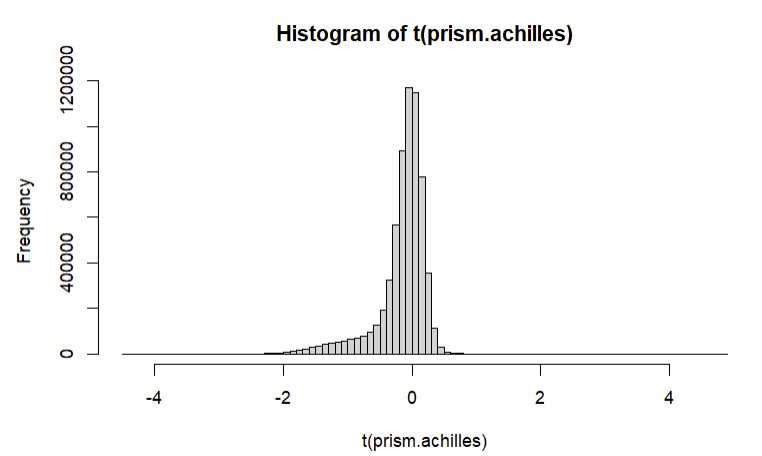 Histogram of t(prism.achilles)
Frequency
1200000
800000
400000
0
-4 -2 0 2 4
t(prism.achilles)